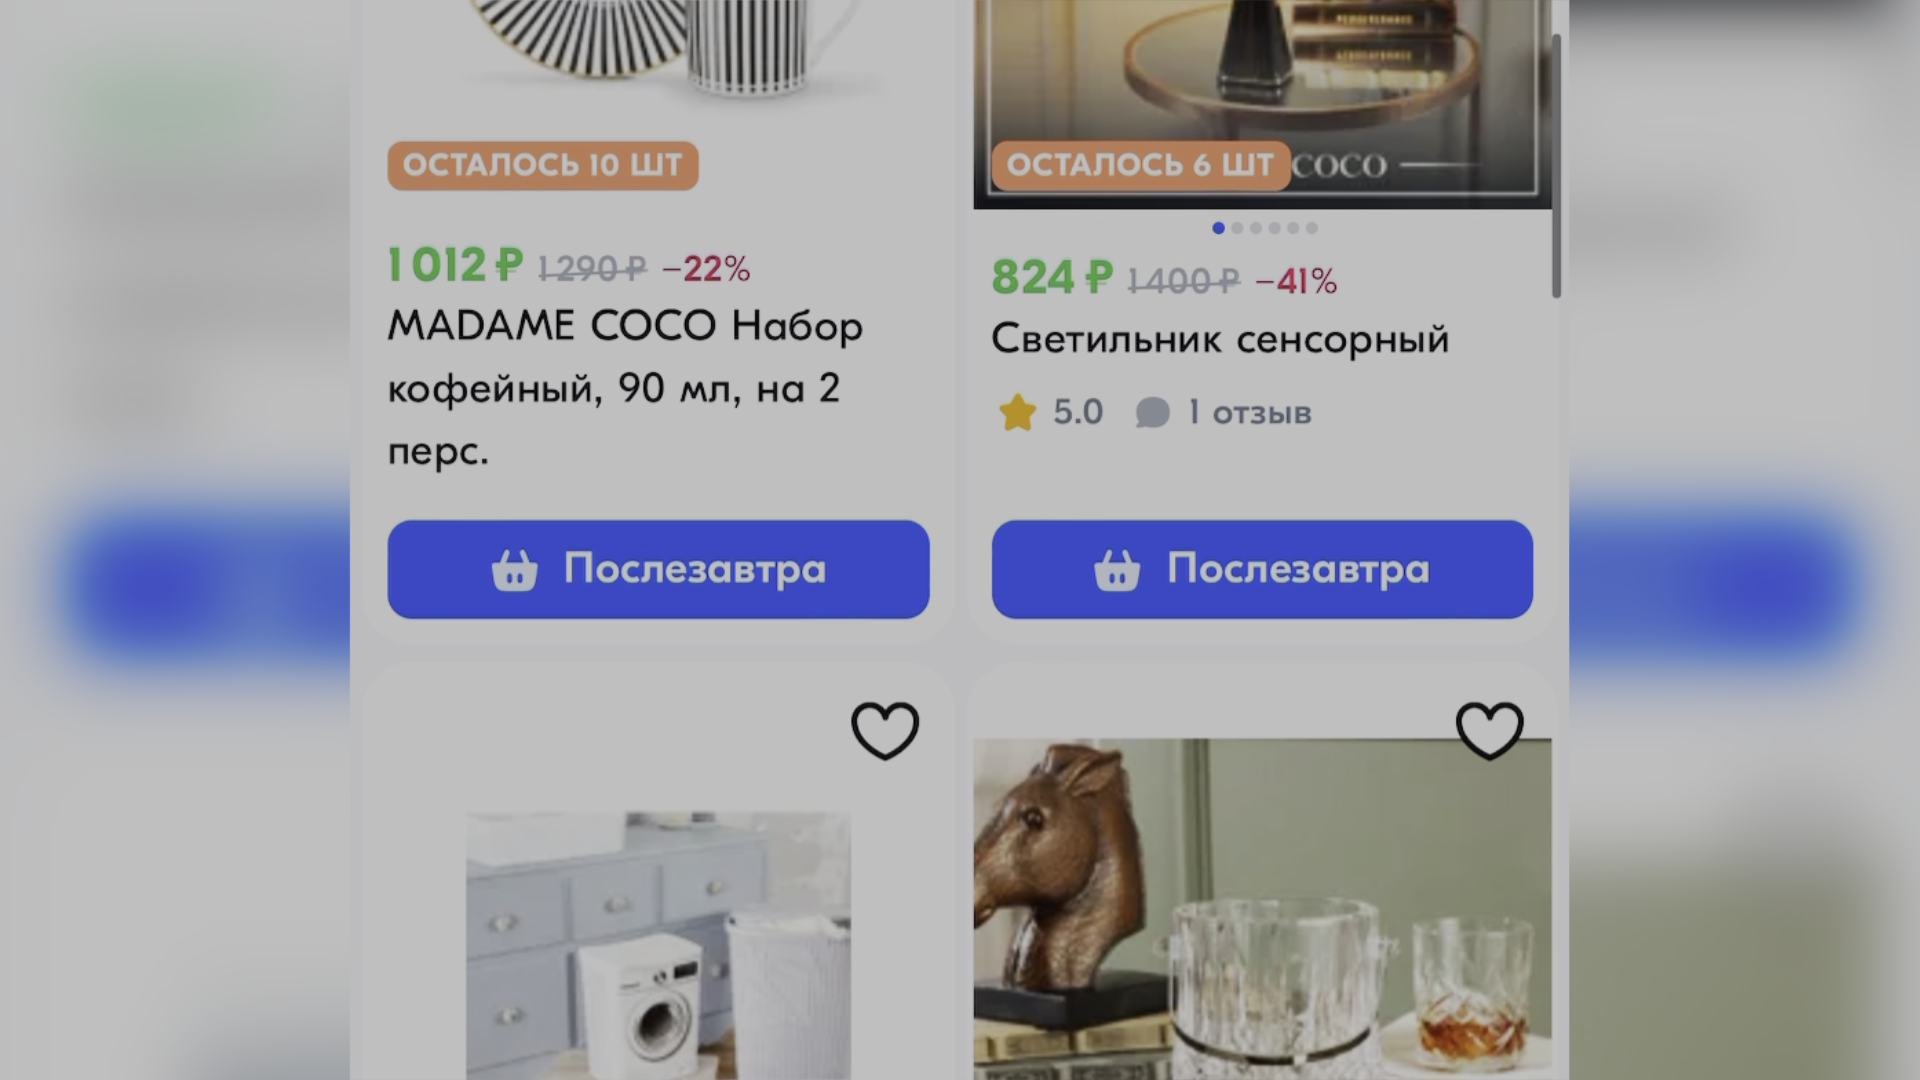 ОСТАЛОСЬ 10 ШТ
1 012 ₽ 1 290 ₽ –22%
MADAME COCO Набор
кофейный, 90 мл, на 2
перс.
Послезавтра
ОСТАЛОСЬ 6 ШТ COCO
824 ₽ 1 400 ₽ –41%
Светильник сенсорный
5.0 1 отзыв
Послезавтра